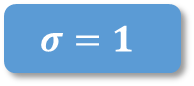 σ = 1